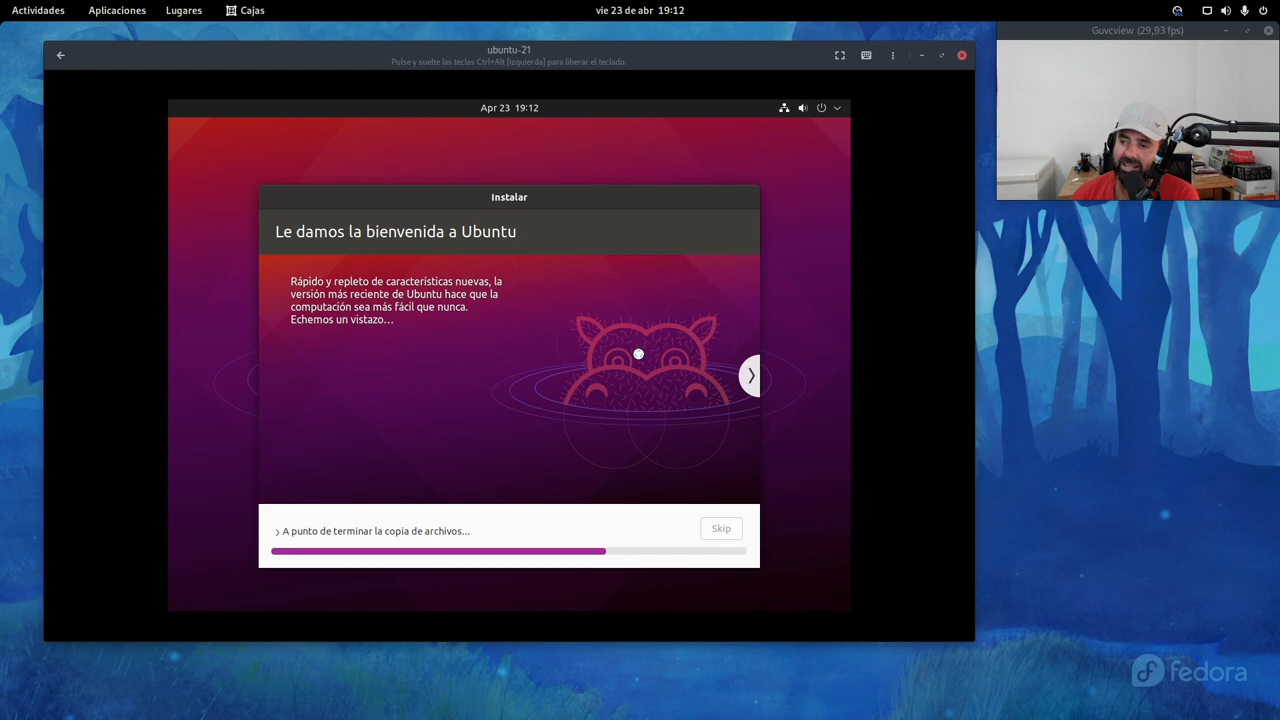 Actividades Aplicaciones Lugares Cajas vie 23 de abr 19:12
Guvcview (29,93 fps)
ubuntu-21
Pulse y suelte las teclas Ctrl+Alt [izquierda] para liberar el teclado.
Apr 23 19:12
Instalar
Le damos la bienvenida a Ubuntu
Rápido y repleto de características nuevas, la
versión más reciente de Ubuntu hace que la
computación sea más fácil que nunca.
Echemos un vistazo…
A punto de terminar la copia de archivos...
Skip
fedora